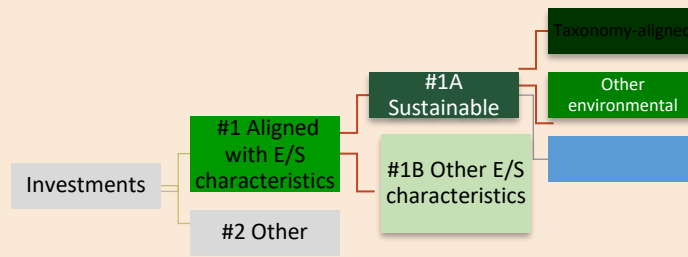 Taxonomy-aligned
#1A
Sustainable
Other
environmental
#1 Aligned
with E/S
characteristics
#1B Other E/S
characteristics
Investments
#2 Other